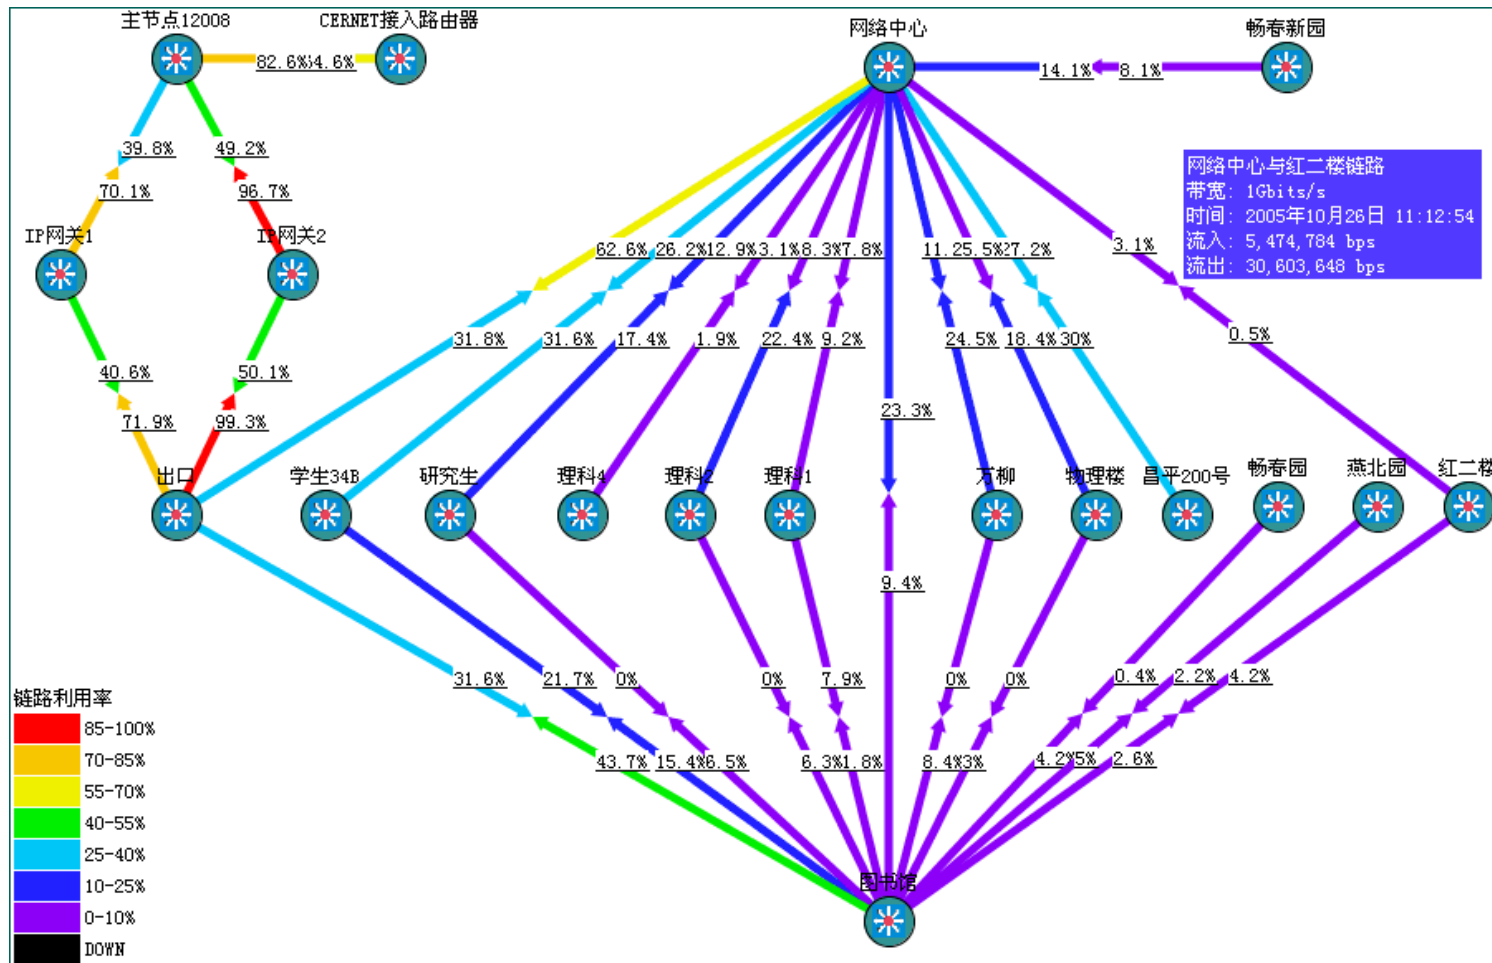 主节点12008
CERNET接入路由器
网络中心
畅春新园
82.6%
4.6%
14.1%
8.1%
39.8%
49.2%
70.1%
96.7%
网络中心与红二楼链路
带宽: 1Gbits/s
时间: 2005年10月26日 11:12:54
流入: 5,474,784 bps
流出: 30,603,648 bps
IP网关1
IP网关2
62.6%
26.2%
12.9%
3.1%
8.3%
7.8%
11.2
5.5%
27.2%
3.1%
31.8%
31.6%
17.4%
1.9%
22.4%
9.2%
24.5%
18.4%
30%
0.5%
40.6%
50.1%
71.9%
99.3%
23.3%
出口
学生34B
研究生
理科4
理科2
理科1
万柳
物理楼
昌平200号
畅春园
燕北园
红二楼
9.4%
31.6%
21.7%
0%
0%
7.9%
0%
0%
0.4%
2.2%
4.2%
43.7%
15.4%
6.5%
6.3%
1.8%
8.4%
3%
4.2%
5%
2.6%
图书馆
链路利用率
85-100%
70-85%
55-70%
40-55%
25-40%
10-25%
0-10%
DOWN